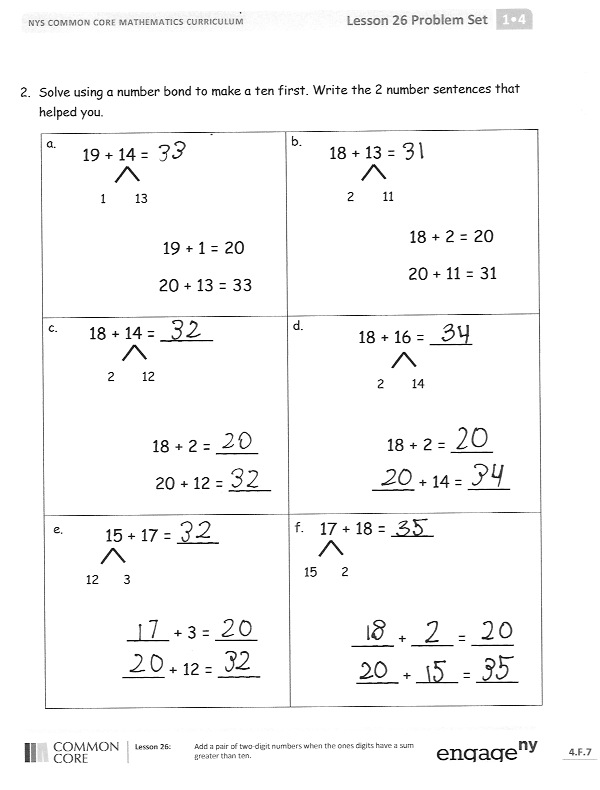 NYS COMMON CORE MATHEMATICS CURRICULUM
Lesson 26 Problem Set 1•4
2. Solve using a number bond to make a ten first. Write the 2 number sentences that
helped you.
a.
19 + 14 = 33
1 13
19 + 1 = 20
20 + 13 = 33
b.
18 + 13 = 31
2 11
18 + 2 = 20
20 + 11 = 31
c.
18 + 14 = 32
2 12
18 + 2 = 20
20 + 12 = 32
d.
18 + 16 = 34
2 14
18 + 2 = 20
20 + 14 = 34
e.
15 + 17 = 32
12 3
17 + 3 = 20
20 + 12 = 32
f. 17 + 18 = 35
15 2
18 + 2 = 20
20 + 15 = 35
COMMON
CORE
Lesson 26:
Add a pair of two-digit numbers when the ones digits have a sum
greater than ten.
engageny
4.F.7